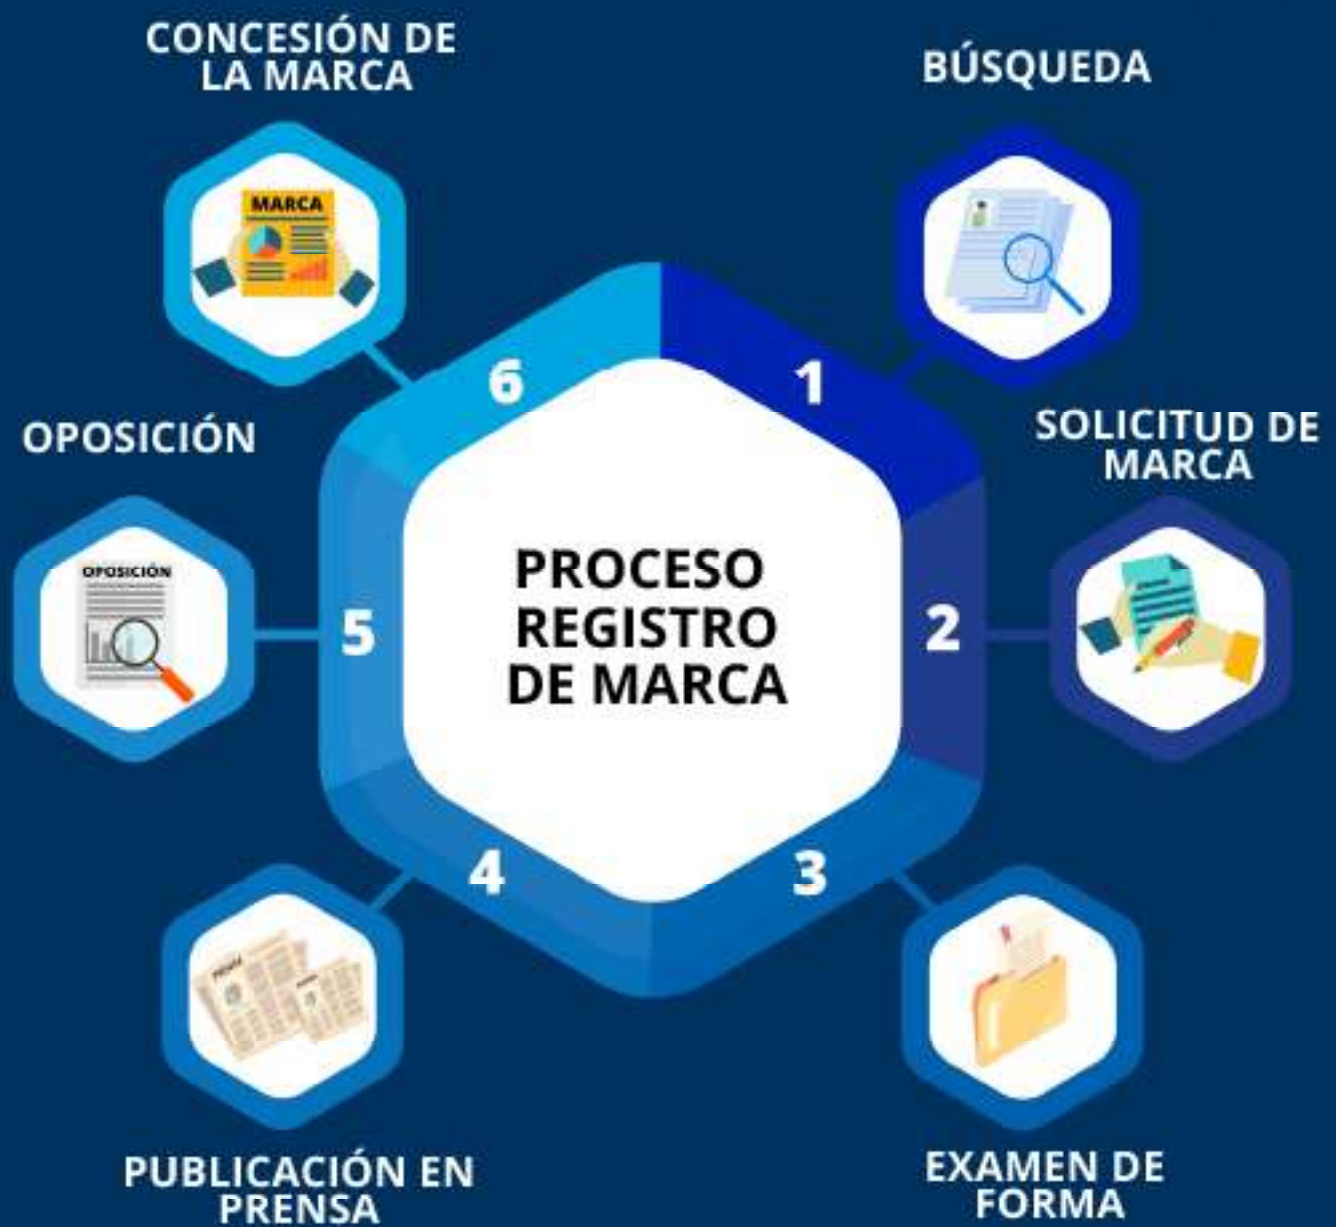 CONCESIÓN DE
LA MARCA
BÚSQUEDA
MARCA
6
1
OPOSICIÓN
SOLICITUD DE
MARCA
OPOSICIÓN
PROCESO
REGISTRO
DE MARCA
5
2
4
3
PUBLICACIÓN EN
PRENSA
EXAMEN DE
FORMA